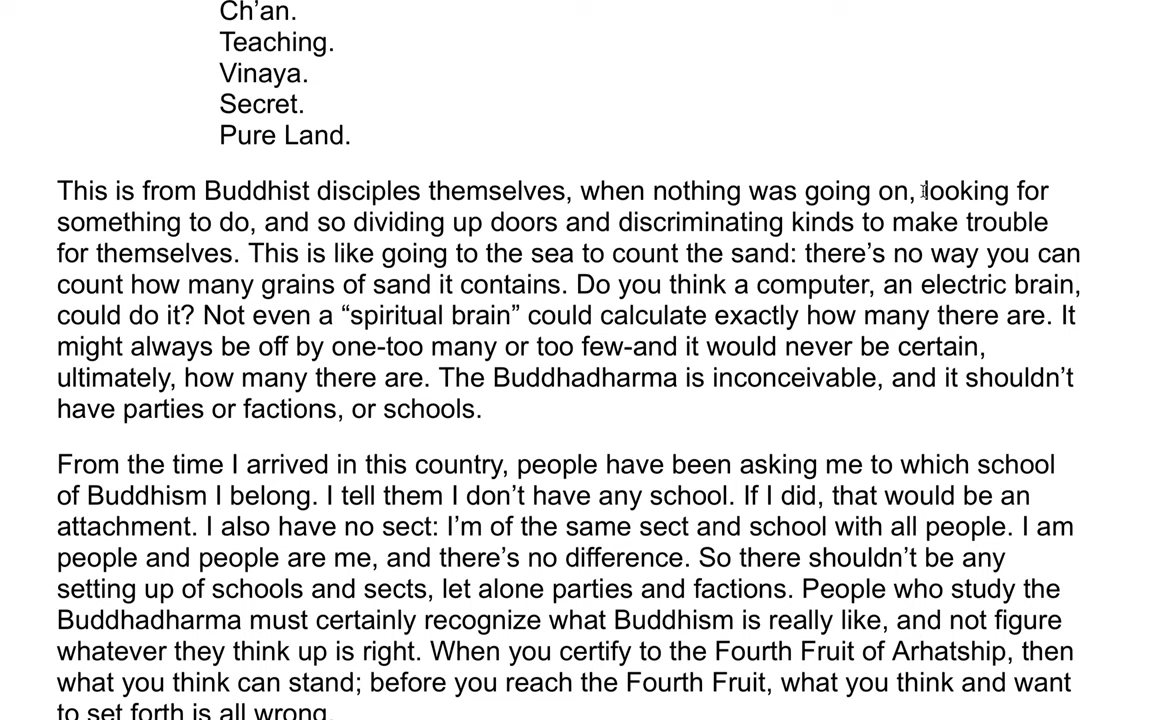 Ch’an.
Teaching.
Vinaya.
Secret.
Pure Land.
This is from Buddhist disciples themselves, when nothing was going on, looking for
something to do, and so dividing up doors and discriminating kinds to make trouble
for themselves. This is like going to the sea to count the sand: there’s no way you can
count how many grains of sand it contains. Do you think a computer, an electric brain,
could do it? Not even a “spiritual brain” could calculate exactly how many there are. It
might always be off by one-too many or too few-and it would never be certain,
ultimately, how many there are. The Buddhadharma is inconceivable, and it shouldn’t
have parties or factions, or schools.
From the time I arrived in this country, people have been asking me to which school
of Buddhism I belong. I tell them I don’t have any school. If I did, that would be an
attachment. I also have no sect: I’m of the same sect and school with all people. I am
people and people are me, and there’s no difference. So there shouldn’t be any
setting up of schools and sects, let alone parties and factions. People who study the
Buddhadharma must certainly recognize what Buddhism is really like, and not figure
whatever they think up is right. When you certify to the Fourth Fruit of Arhatship, then
what you think can stand; before you reach the Fourth Fruit, what you think and want
to set forth is all wrong.